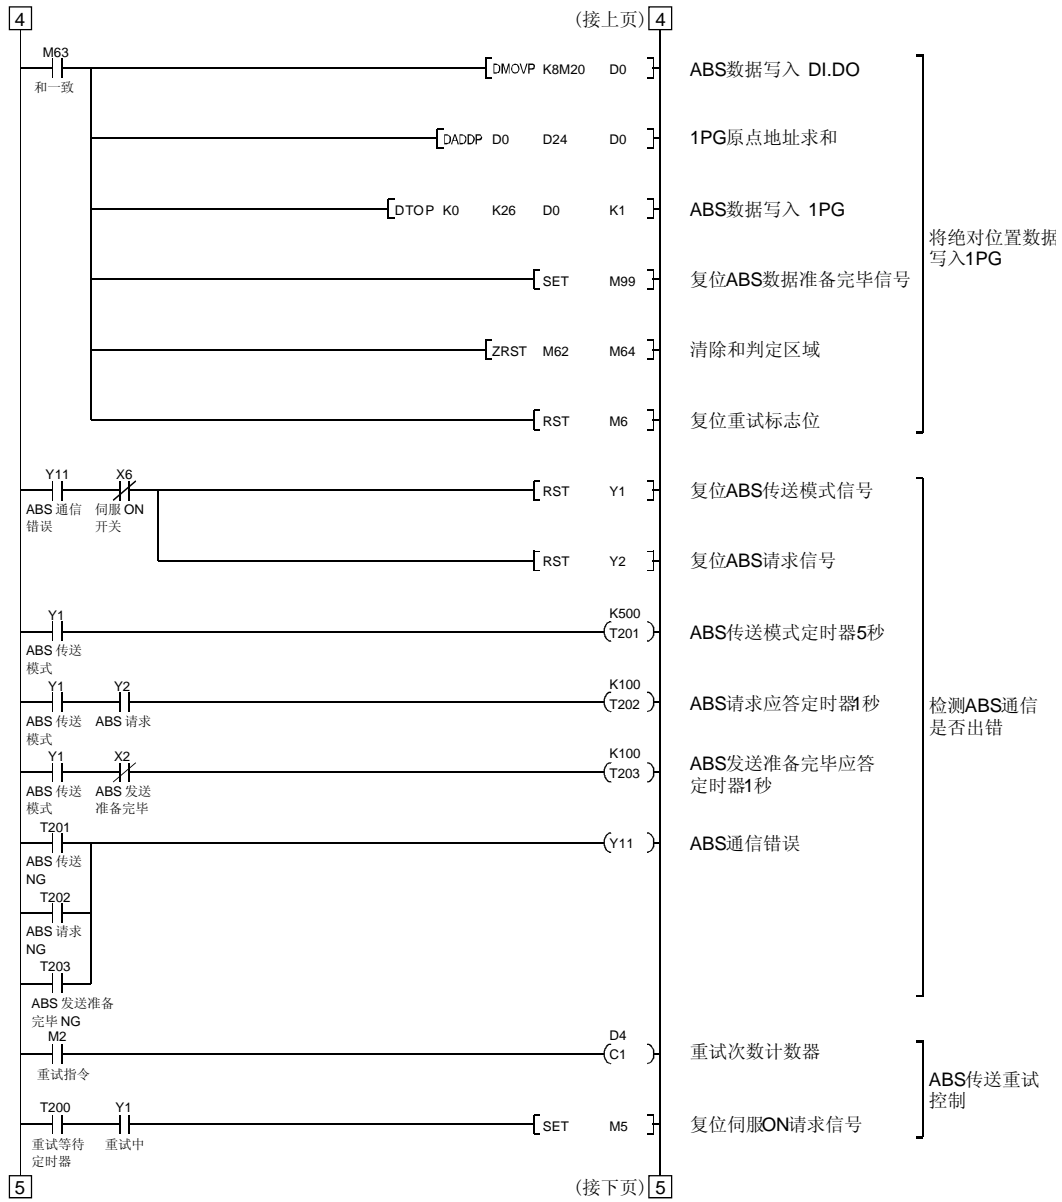 4 (接上页) 4
M63
和一致
DMOVP K8M20 D0 ABS数据写入 DI.DO
DADDP D0 D24 D0 1PG原点地址求和
DTOP K0 K26 D0 K1 ABS数据写入 1PG
将绝对位置数据
写入1PG
SET M99 复位ABS数据准备完毕信号
ZRST M62 M64 清除和判定区域
RST M6 复位重试标志位
Y11 X6
ABS 通信 伺服 ON
错误 开关
RST Y1 复位ABS传送模式信号
RST Y2 复位ABS请求信号
Y1 K500
T201 ABS传送模式定时器5秒
ABS 传送
模式
Y1 Y2 K100
T202 ABS请求应答定时器1秒
ABS 传送 ABS 请求
模式
检测ABS通信
是否出错
Y1 X2 K100
T203 ABS发送准备完毕应答
定时器1秒
ABS 传送 ABS 发送
模式 准备完毕
T201
Y11 ABS通信错误
ABS 传送
NG
T202
ABS 请求
NG
T203
ABS 发送准备
完毕 NG
M2 D4
C1 重试次数计数器
重试指令
ABS传送重试
控制
T200 Y1
SET M5 复位伺服ON请求信号
重试等待 重试中
定时器
5 (接下页) 5